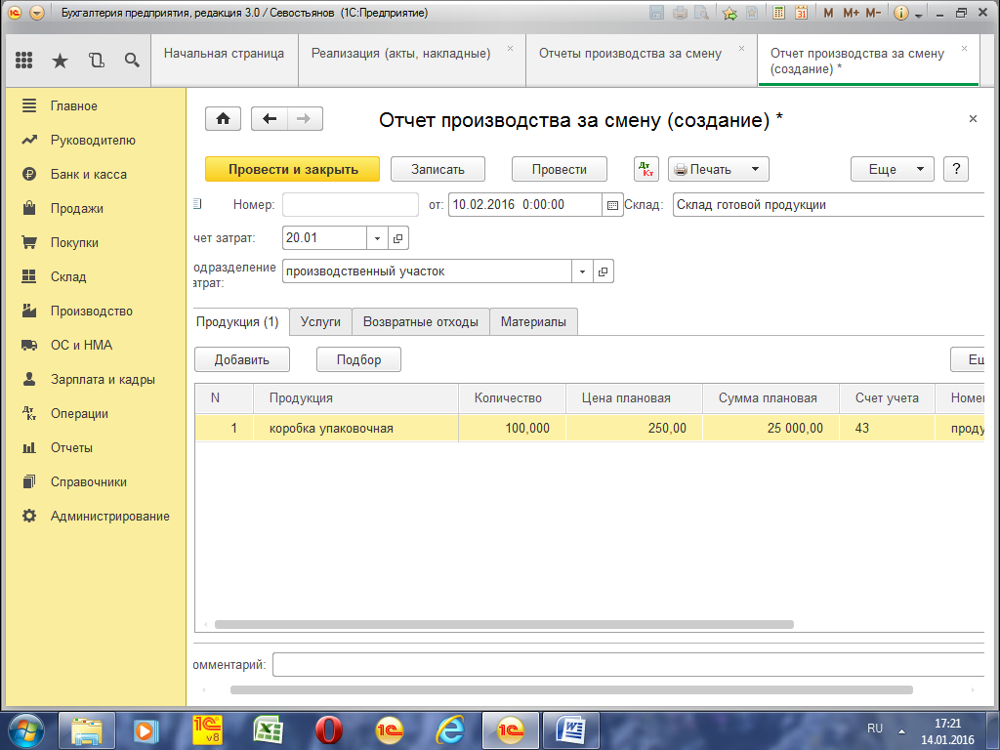 Бухгалтерия предприятия, редакция 3.0 / Севостьянов (1С:Предприятие)
M M+ M-
Начальная страница
Реализация (акты, накладные)
Отчеты производства за смену
Отчет производства за смену
(создание) *
Главное
Руководителю
Банк и касса
Продажи
Покупки
Склад
Производство
ОС и НМА
Зарплата и кадры
Операции
Отчеты
Справочники
Администрирование
Отчет производства за смену (создание) *
Провести и закрыть
Записать
Провести
Дт
Кт
Печать
Еще
?
Номер:
от:
10.02.2016 0:00:00
Склад:
Склад готовой продукции
чет затрат:
20.01
одразделение
атрат:
производственный участок
Продукция (1)
Услуги
Возвратные отходы
Материалы
Добавить
Подбор
Ещ
N
Продукция
Количество
Цена плановая
Сумма плановая
Счет учета
Номен
1
коробка упаковочная
100,000
250,00
25 000,00
43
проду
омментарий:
RU
17:21
14.01.2016